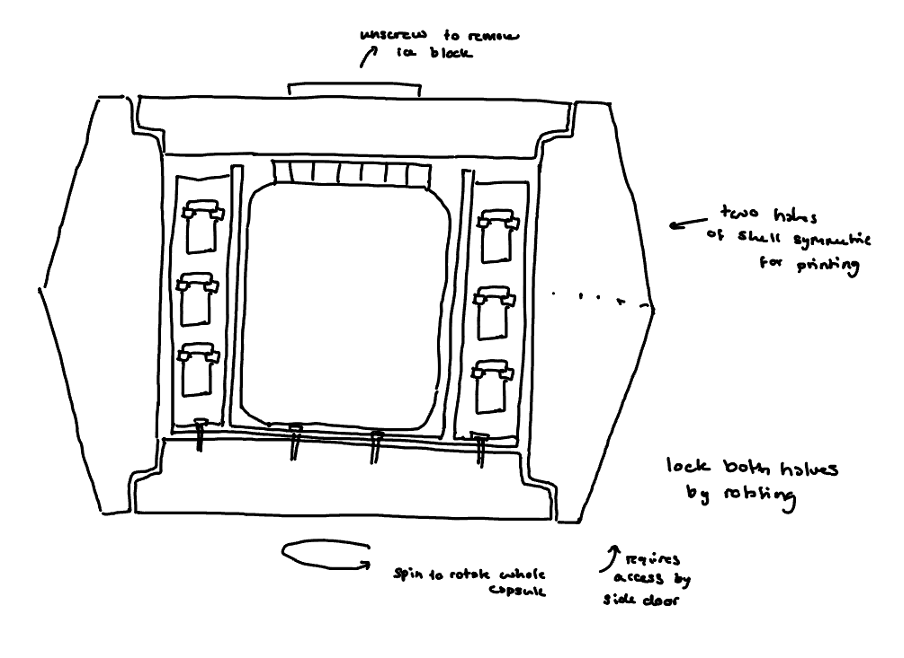 unscrew to remove
ice block
two halves
of shell symmetric
for printing
lock both halves
by rotating
spin to rotate whole
capsule
requires
access by
side door